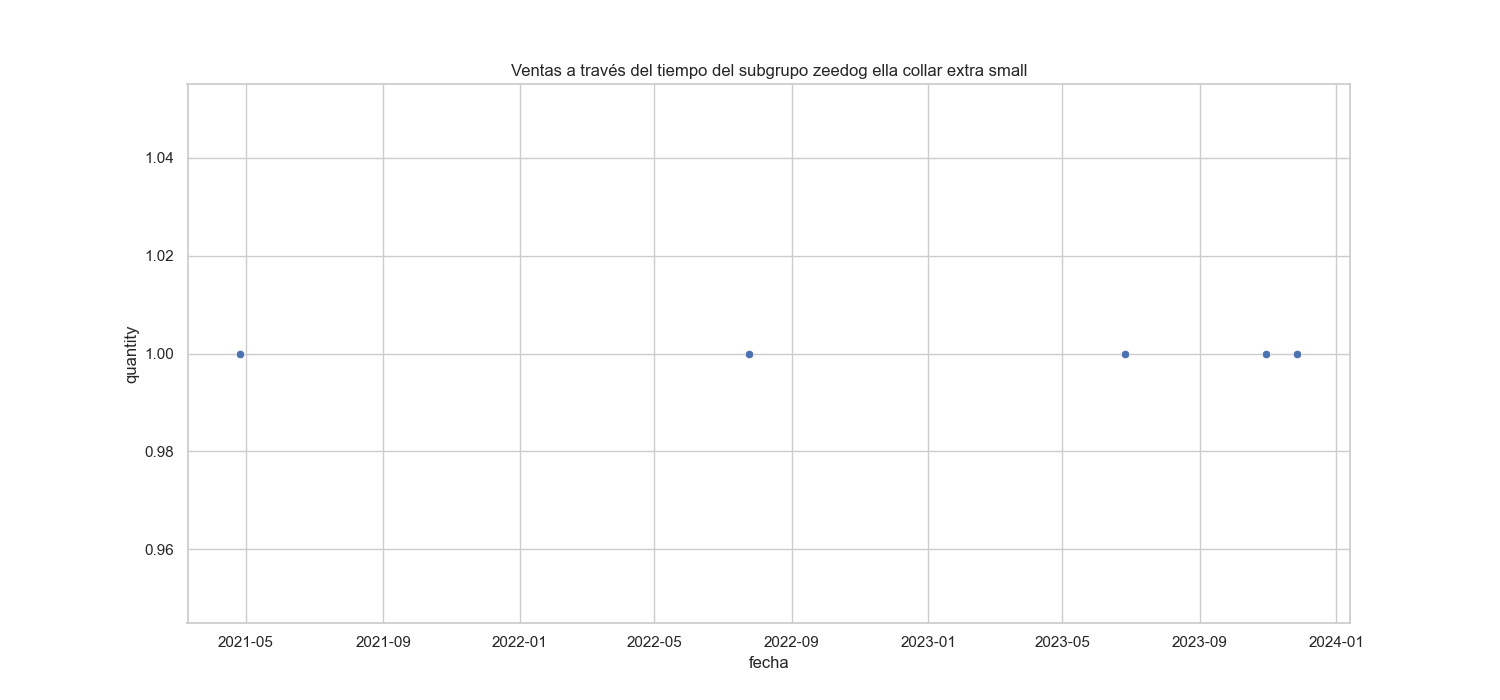 Ventas a través del tiempo del subgrupo zeedog ella collar extra small
1.04
1.02
1.00
0.98
0.96
quantity
2021-05 2021-09 2022-01 2022-05 2022-09 2023-01 2023-05 2023-09 2024-01
fecha